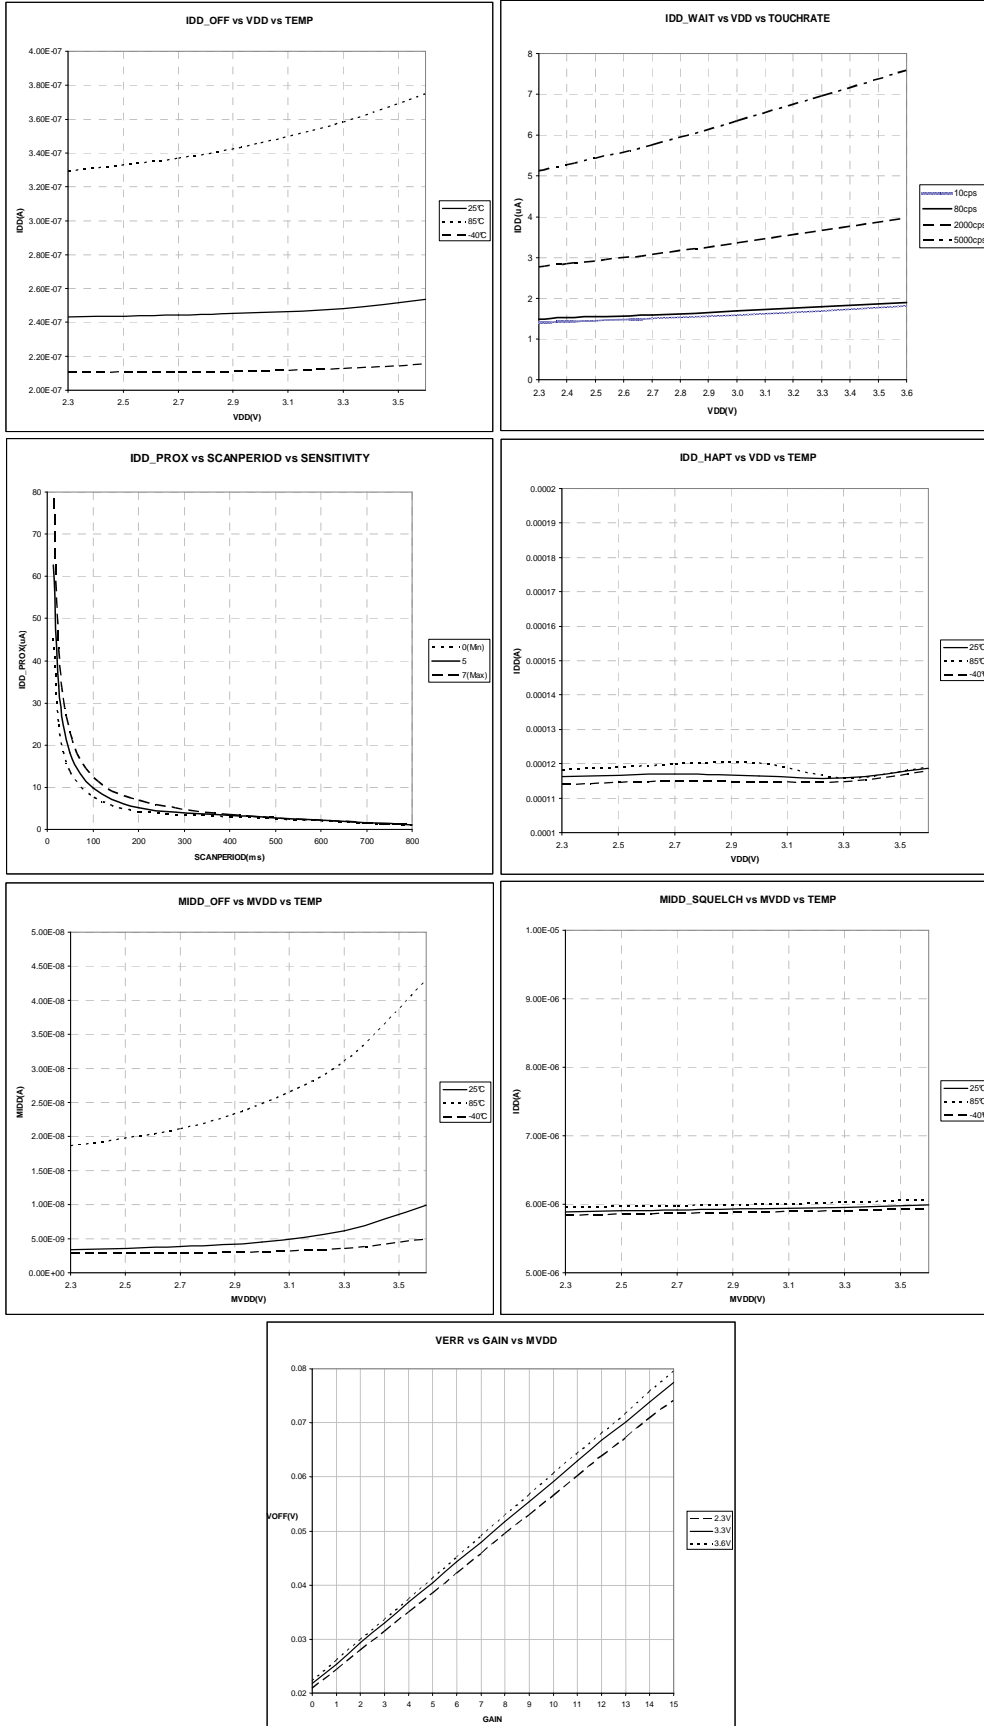 IDD_OFF vs VDD vs TEMP
4.00E-07
3.80E-07
3.60E-07
3.40E-07
3.20E-07
3.00E-07
2.80E-07
2.60E-07
2.40E-07
2.20E-07
2.00E-07
IDD(A)
2.3 2.5 2.7 2.9 3.1 3.3 3.5
VDD(V)
25℃
85℃
-40℃
IDD_WAIT vs VDD vs TOUCHRATE
8
7
6
5
4
3
2
1
0
IDD(uA)
2.3 2.4 2.5 2.6 2.7 2.8 2.9 3.0 3.1 3.2 3.3 3.4 3.5 3.6
VDD(V)
10cps
80cps
2000cps
5000cps
IDD_PROX vs SCANPERIOD vs SENSITIVITY
80
70
60
50
40
30
20
10
0
IDD_PROX(uA)
0 100 200 300 400 500 600 700 800
SCANPERIOD(ms)
0(Min)
5
7(Max)
IDD_HAPT vs VDD vs TEMP
0.0002
0.00019
0.00018
0.00017
0.00016
0.00015
0.00014
0.00013
0.00012
0.00011
0.0001
IDD(A)
2.3 2.5 2.7 2.9 3.1 3.3 3.5
VDD(V)
25℃
85℃
-40℃
MIDD_OFF vs MVDD vs TEMP
5.00E-08
4.50E-08
4.00E-08
3.50E-08
3.00E-08
2.50E-08
2.00E-08
1.50E-08
1.00E-08
5.00E-09
0.00E+00
MIDD(A)
2.3 2.5 2.7 2.9 3.1 3.3 3.5
MVDD(V)
25℃
85℃
-40℃
MIDD_SQUELCH vs MVDD vs TEMP
1.00E-05
9.00E-06
8.00E-06
7.00E-06
6.00E-06
5.00E-06
IDD(A)
2.3 2.5 2.7 2.9 3.1 3.3 3.5
MVDD(V)
25℃
85℃
-40℃
VERR vs GAIN vs MVDD
0.08
0.07
0.06
0.05
0.04
0.03
0.02
VOFF(V)
0 1 2 3 4 5 6 7 8 9 10 11 12 13 14 15
GAIN
2.3V
3.3V
3.6V